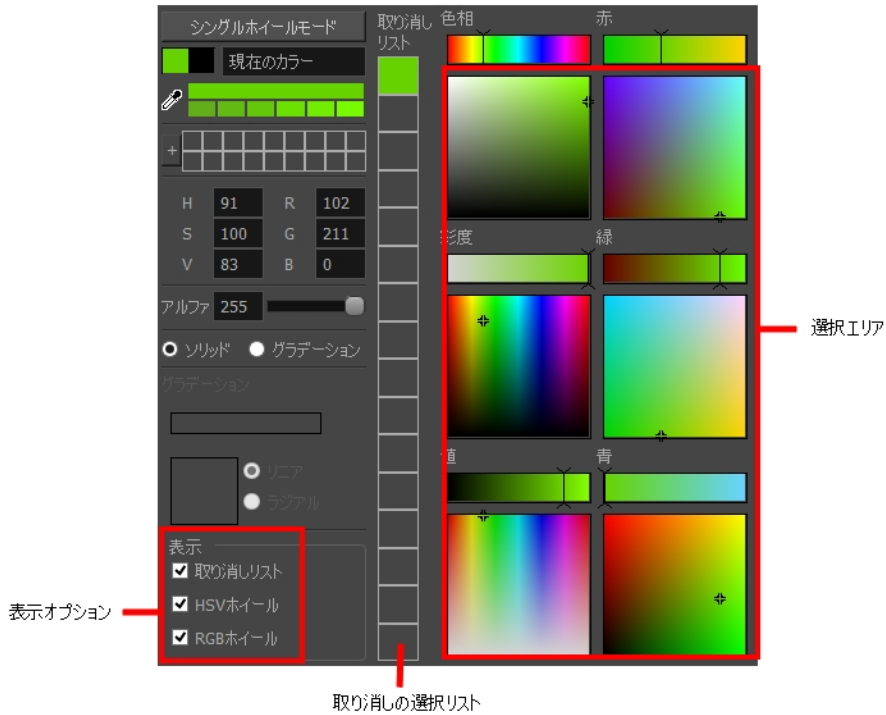 シングルホイールモード
現在のカラー
+
H 91 R 102
S 100 G 211
V 83 B 0
アルファ 255
ソリッド グラデーション
グラデーション
リニア
ラジアル
表示
取り消しリスト
HSVホイール
RGBホイール
取り消し
リスト
色相 赤
彩度 緑
値 青
選択エリア
表示オプション
取り消しの選択リスト